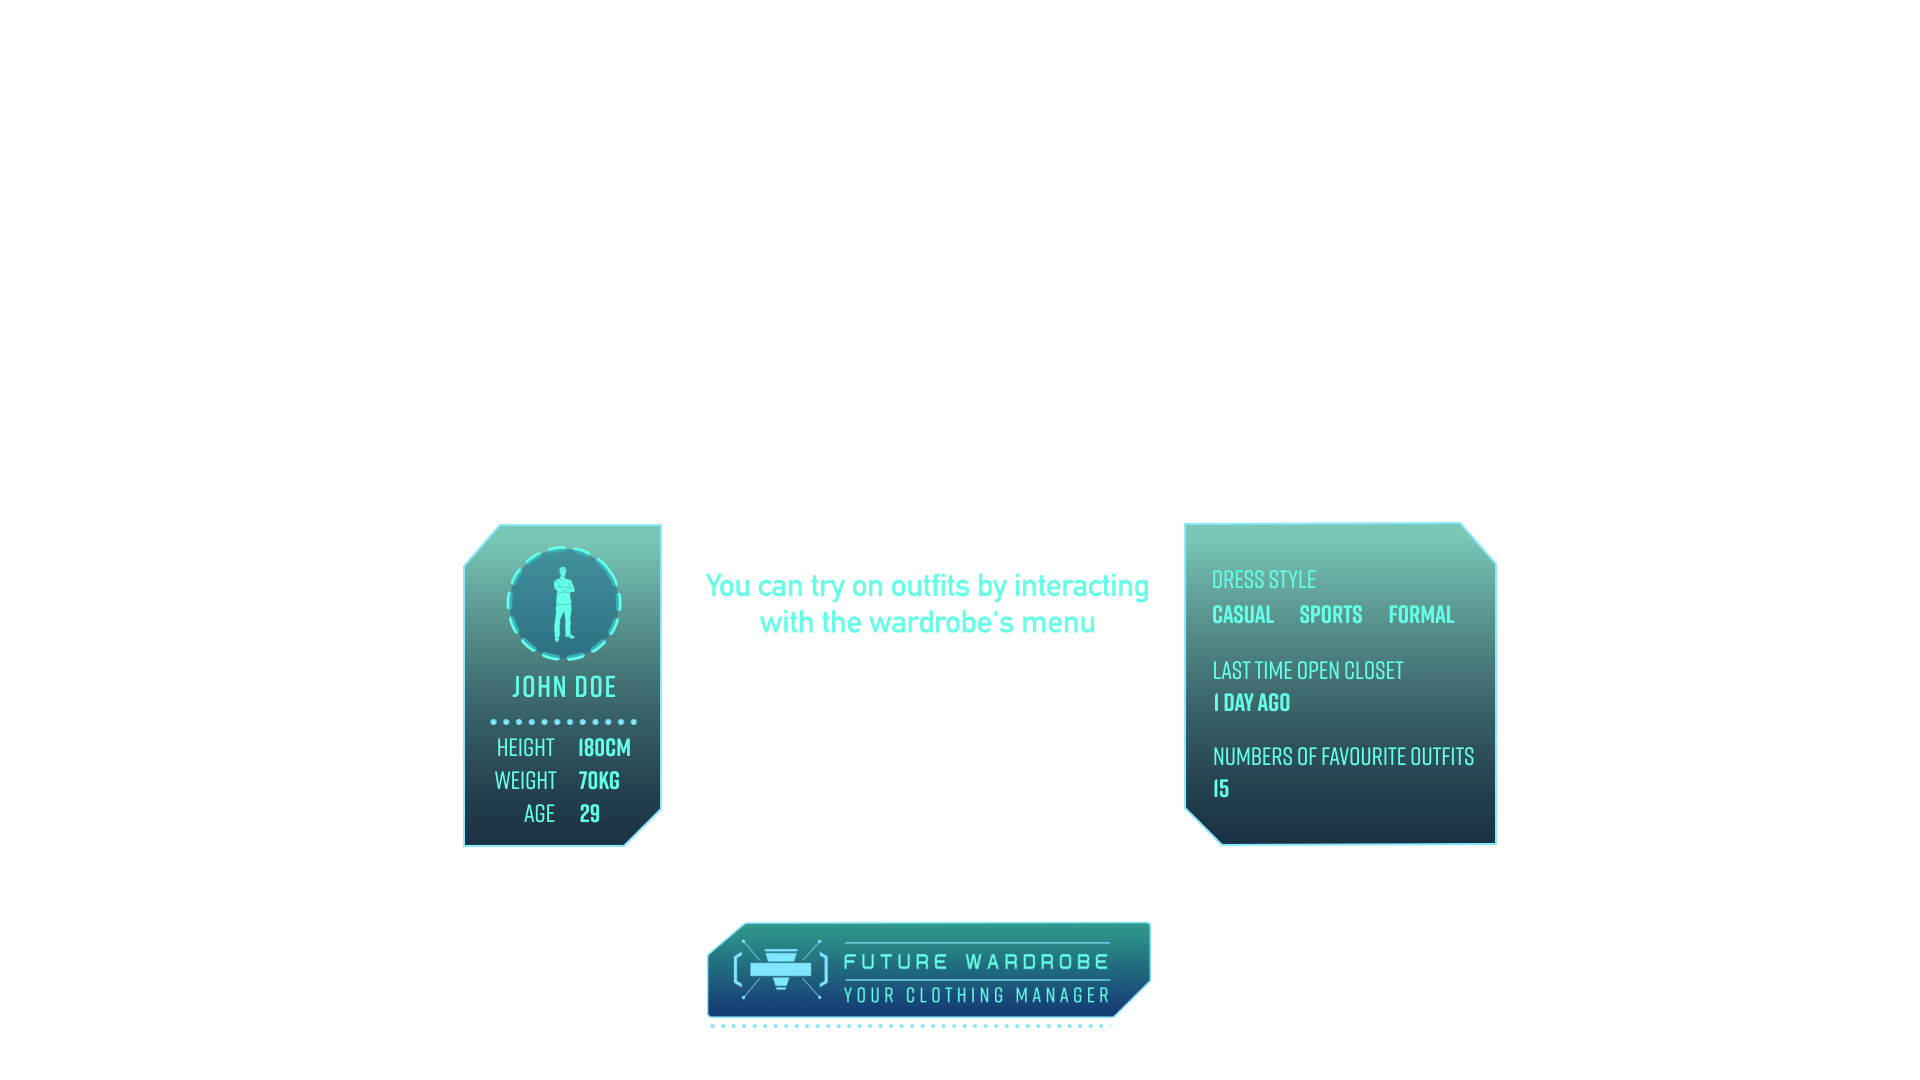 JOHN DOE
HEIGHT 180CM
WEIGHT 70KG
AGE 29
You can try on outfits by interacting
with the wardrobe's menu
DRESS STYLE
CASUAL SPORTS FORMAL
LAST TIME OPEN CLOSET
1 DAY AGO
NUMBERS OF FAVOURITE OUTFITS
15
FUTURE WARDROBE
YOUR CLOTHING MANAGER